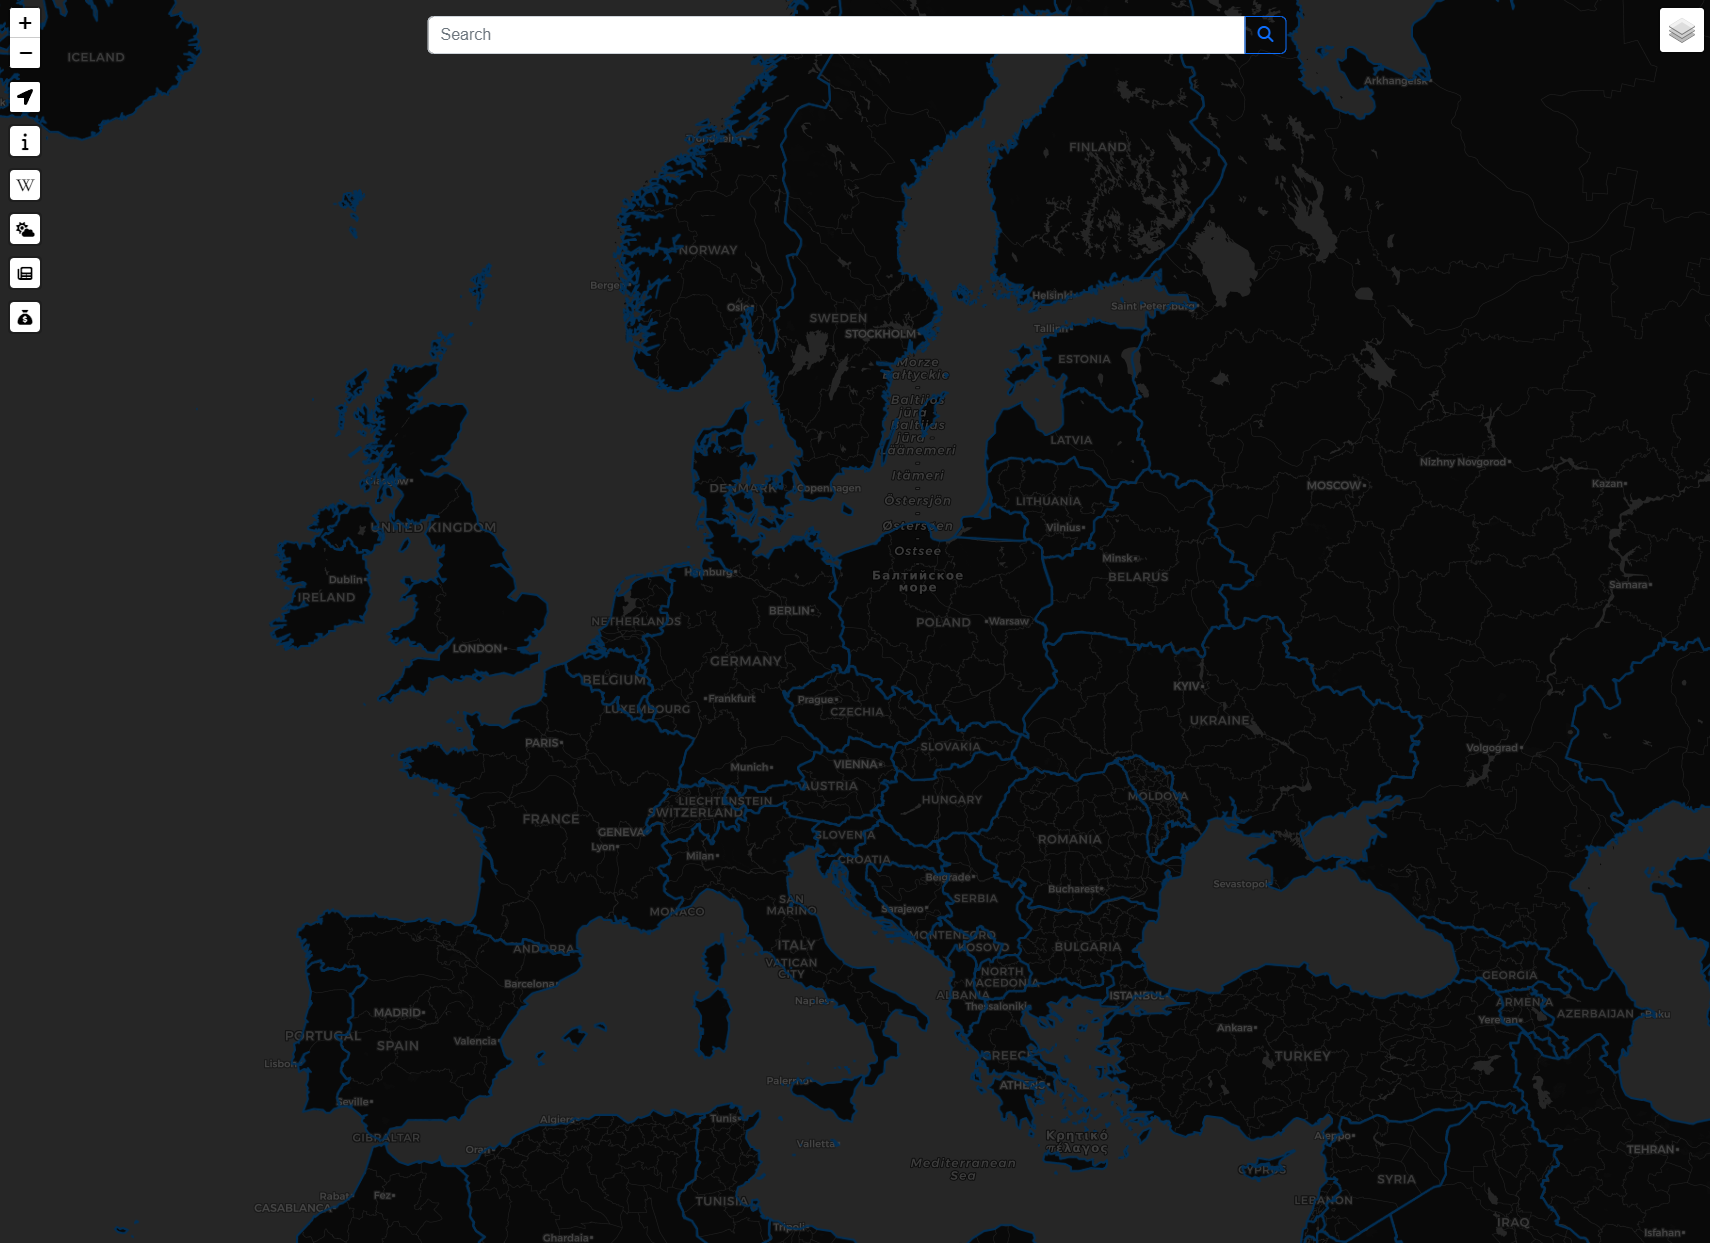 +
Search
−
ICELAND
Arkhangelsk
Trondheim
FINLAND
NORWAY
Berge
Oslo
Helsinki
Saint Petersburg
SWEDEN
STOCKHOLM
Tallinn
ESTONIA
Morze
Bałtyckie
-
Baltijos
jūra
Baltijas
jūra -
Läänemeri
-
Itämeri
-
Östersjön
-
Østersøen
-
Ostsee
-
Балтийское
море
LATVIA
Nizhny Novgorod
Glasgow
DENMARK
Copenhagen
MOSCOW
Kazan
LITHUANIA
UNITED KINGDOM
Vilnius
Minsk
Dublin
Hamburg
BELARUS
Samara
IRELAND
BERLIN
NETHERLANDS
POLAND
Warsaw
LONDON
GERMANY
BELGIUM
KYIV
Frankfurt
Prague
LUXEMBOURG
CZECHIA
UKRAINE
PARIS
SLOVAKIA
Volgograd
Munich
VIENNA
AUSTRIA
LIECHTENSTEIN
SWITZERLAND
HUNGARY
MOLDOVA
FRANCE
GENEVA
SLOVENIA
ROMANIA
Lyon
Milan
CROATIA
Belgrade
Sevastopol
Bucharest
SAN
MARINO
SERBIA
MONACO
Sarajevo
MONTENEGRO
KOSOVO
ANDORRA
ITALY
BULGARIA
VATICAN
CITY
NORTH
MACEDONIA
GEORGIA
Barcelona
ALBANIA
ISTANBUL
Naples
Thessaloniki
ARMENIA
MADRID
AZERBAIJAN
Baku
Yerevan
Ankara
PORTUGAL
SPAIN
Valencia
GREECE
TURKEY
Lisbon
Palermo
ATHENS
Seville
Algiers
Tunis
GIBRALTAR
Valletta
Κρητικό
πέλαγος
Aleppo
Oran
TEHRAN
Mediterranean
Sea
CYPRUS
SYRIA
Rabat
Fez
TUNISIA
LEBANON
CASABLANCA
Tripoli
IRAQ
Ghardaia
Isfahan